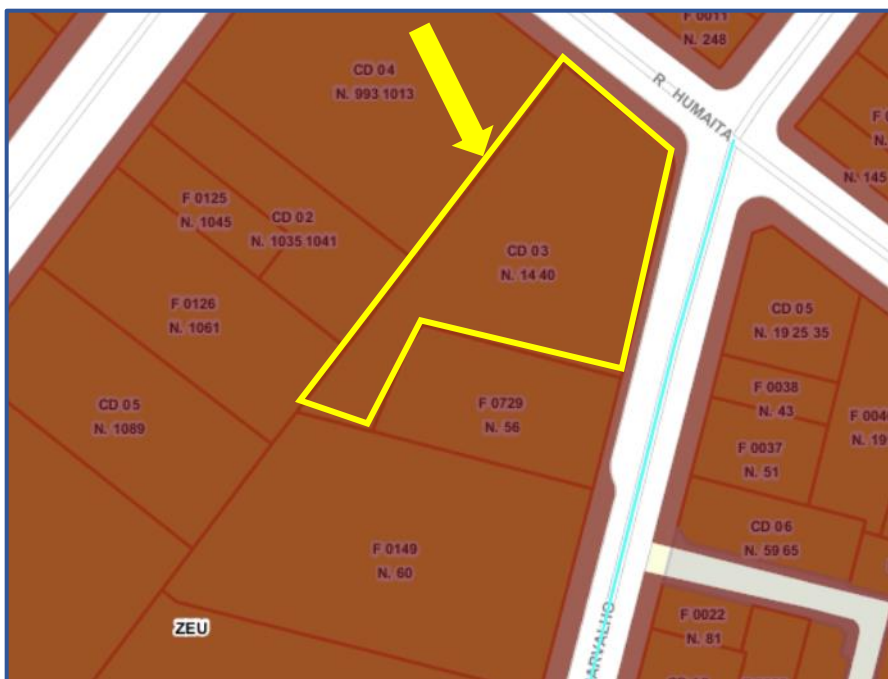 F 0011
N. 248
CD 04
N. 993 1013
R HUMAITA
N. 145
F 0125
N. 1045
CD 02
N. 1035 1041
CD 03
N. 14 40
F 0126
N. 1061
CD 05
N. 19 25 35
CD 05
N. 1089
F 0729
N. 56
F 0038
N. 43
F 0037
N. 51
CD 06
N. 59 65
F 0149
N. 60
ZEU
ARVALHO
F 0022
N. 81